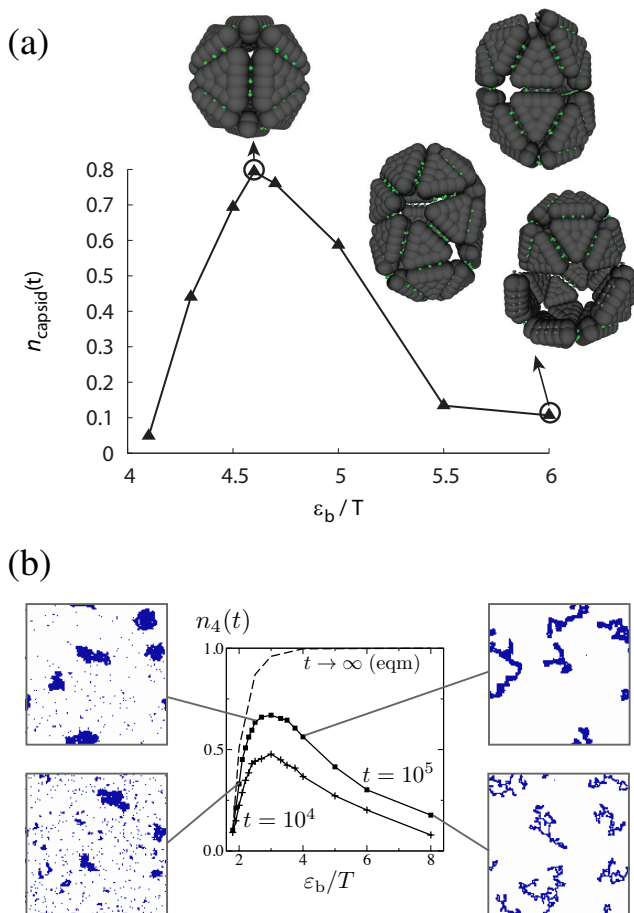 (a)
0.8
0.7
0.6
0.5
0.4
0.3
0.2
0.1
0
n_capsid(t)
4 4.5 5 5.5 6
ε_b / T
(b)
n_4(t)
1.0
t → ∞ (eqm)
0.5
t = 10^5
t = 10^4
0.0
2 4 6 8
ε_b/T